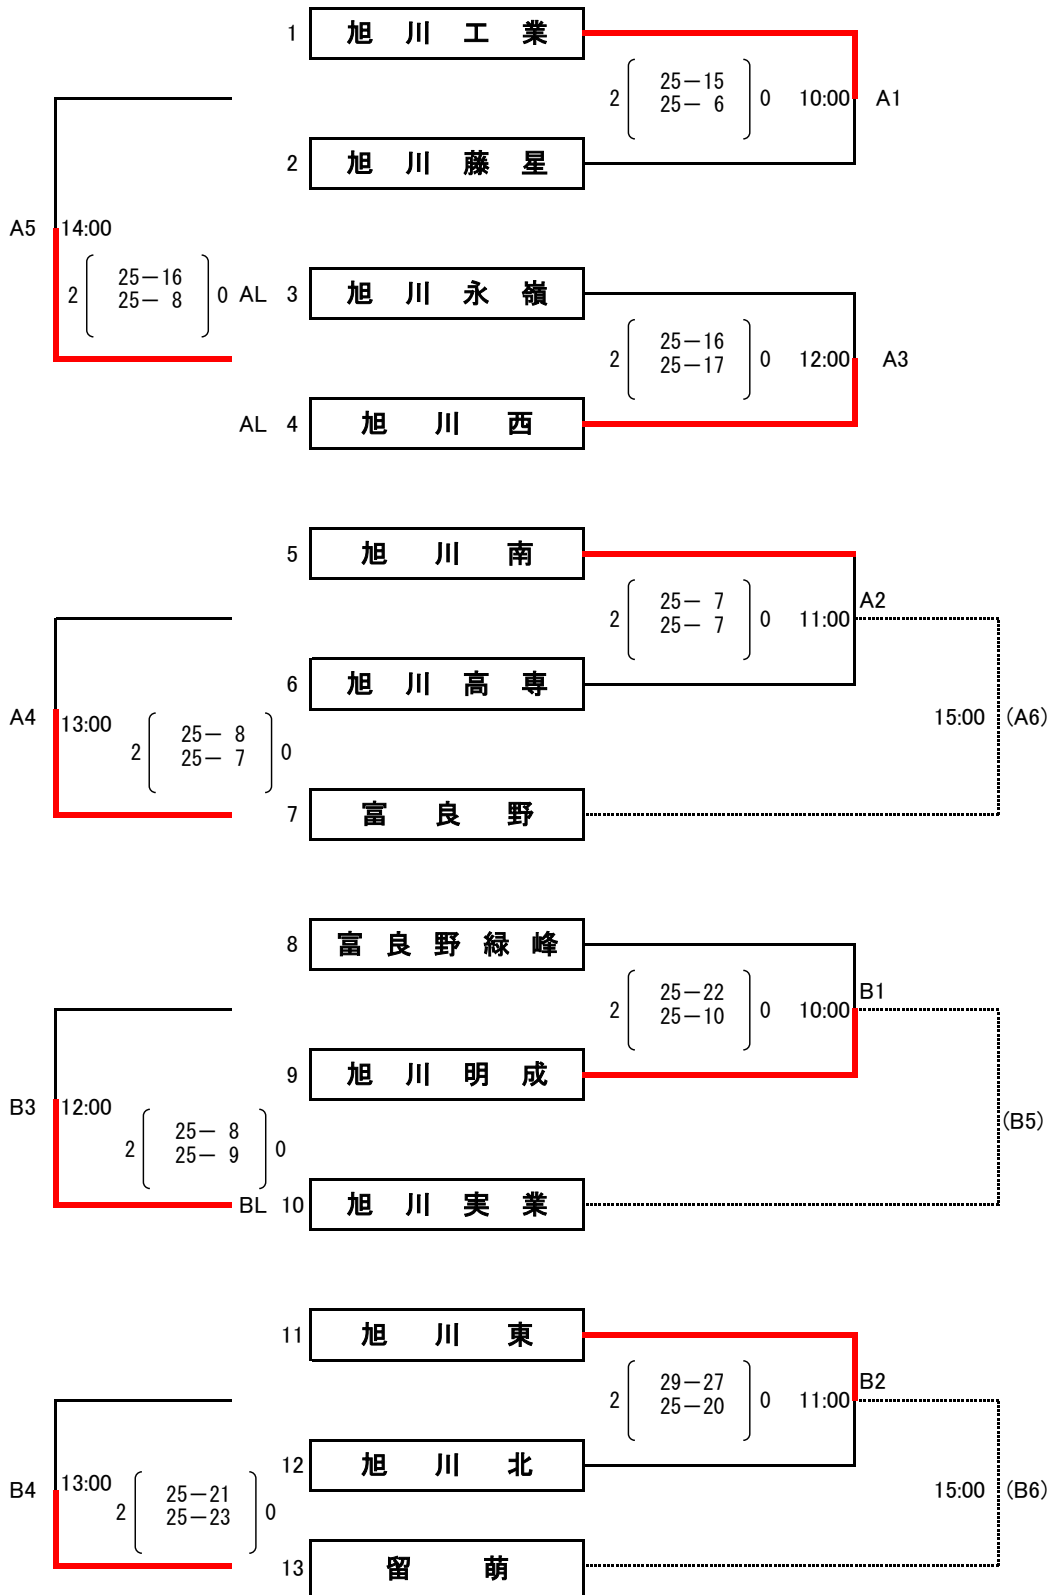 1 旭川工業
25－15
2 25－ 6 0 10:00 A1
2 旭川藤星
A5 14:00
25－16
2 25－ 8 0 AL 3 旭川永嶺
25－16
2 25－17 0 12:00 A3
AL 4 旭川西
5 旭川南
25－ 7 A2
2 25－ 7 0 11:00
6 旭川高専
A4 13:00 15:00 (A6)
25－ 8
2 25－ 7 0
7 富良野
8 富良野緑峰
25－22 B1
2 25－10 0 10:00
9 旭川明成
B3 12:00 (B5)
25－ 8
2 25－ 9 0
BL 10 旭川実業
11 旭川東
29－27 B2
2 25－20 0 11:00
12 旭川北
B4 13:00 15:00 (B6)
25－21
2 25－23 0
13 留萌